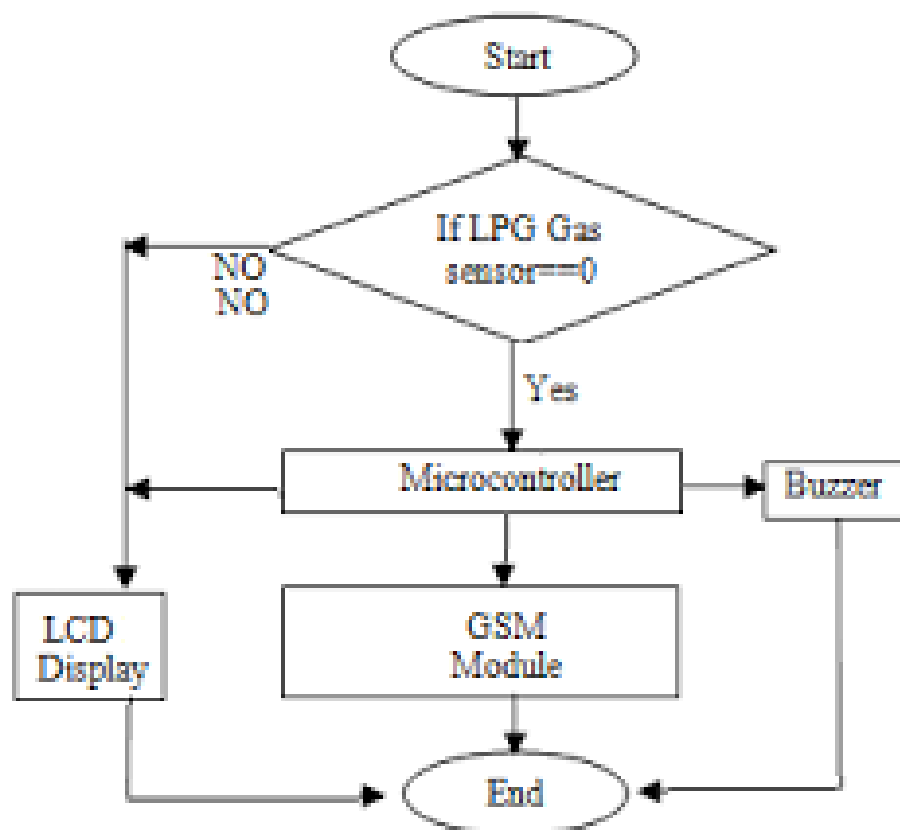 Start
If LPG Gas
sensor==0
NO
NO
Yes
Microcontroller
Buzzer
LCD
Display
GSM
Module
End